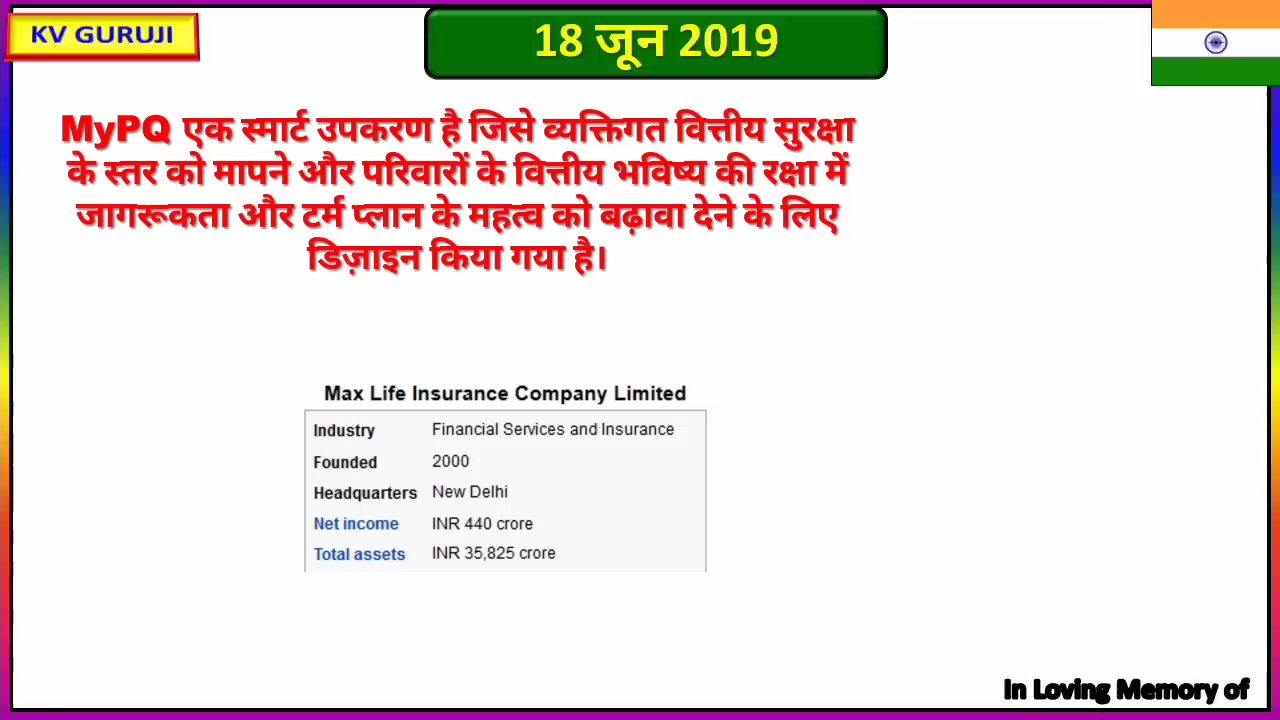 KV GURUJI
18 जून 2019
MyPQ एक स्मार्ट उपकरण है जिसे व्यक्तिगत वित्तीय सुरक्षा
के स्तर को मापने और परिवारों के वित्तीय भविष्य की रक्षा में
जागरूकता और टर्म प्लान के महत्व को बढ़ावा देने के लिए
डिज़ाइन किया गया है।
Max Life Insurance Company Limited
Industry Financial Services and Insurance
Founded 2000
Headquarters New Delhi
Net income INR 440 crore
Total assets INR 35,825 crore
In Loving Memory of